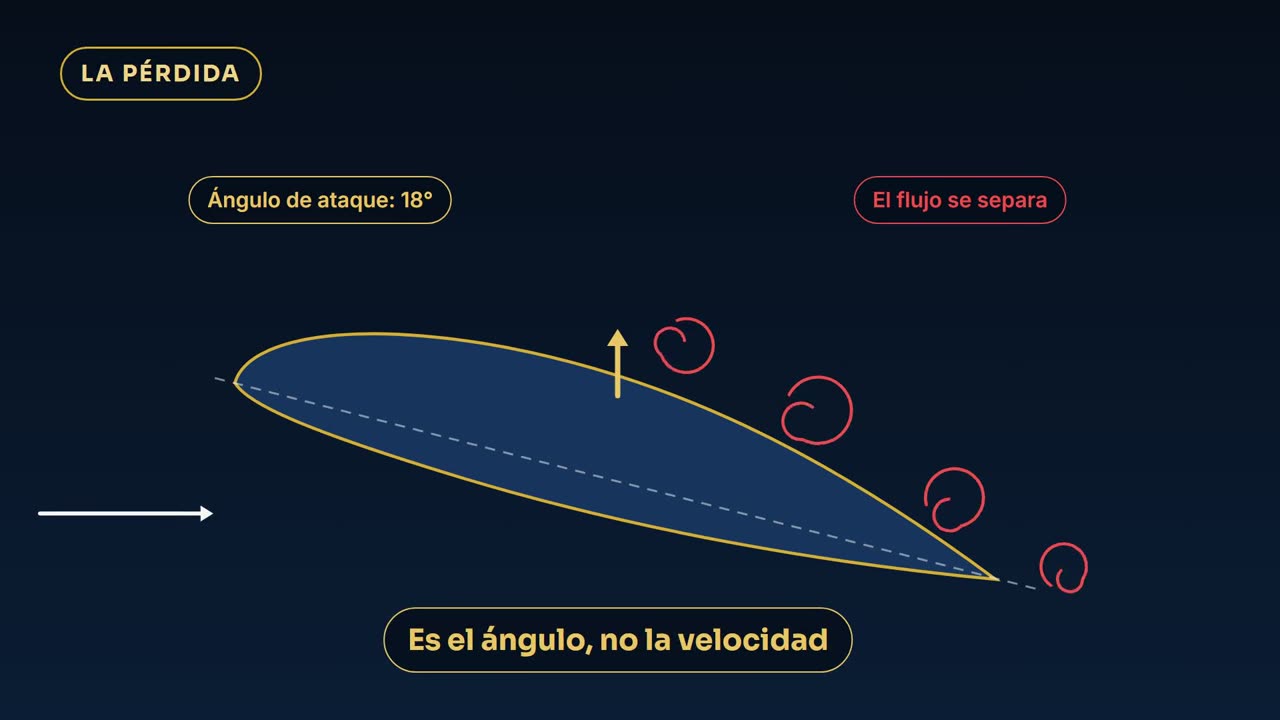 LA PÉRDIDA
Ángulo de ataque: 18°
El flujo se separa
Es el ángulo, no la velocidad